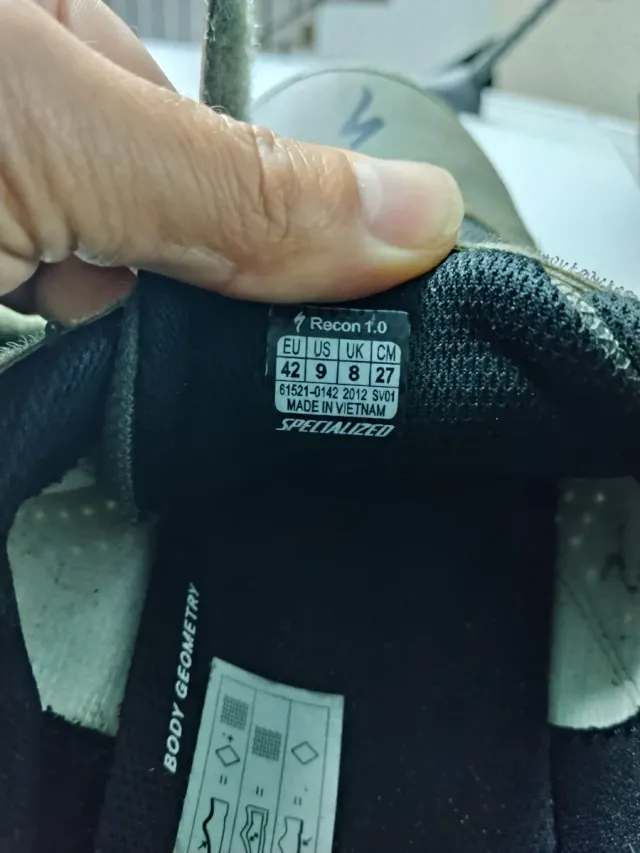 Recon 1.0
EU US UK CM
42 9 8 27
61521-0142 2012 SV01
MADE IN VIETNAM
SPECIALIZED
BODY GEOMETRY